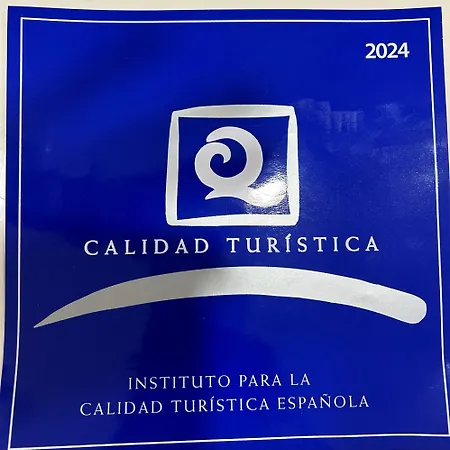 2024
Q
CALIDAD TURÍSTICA
INSTITUTO PARA LA
CALIDAD TURÍSTICA ESPAÑOLA